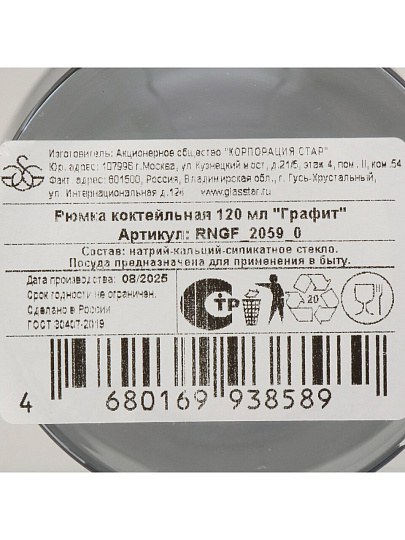 Изготовитель: Акционерное общество "КОРПОРАЦИЯ СТАР"
Юр. адрес: 107996 г.Москва, ул Кузнецкий мост, д.21/5, этаж 4, пом. II, ком.54
Факт. адрес: 601500, Россия, Владимирская обл., г. Гусь-Хрустальный,
ул. Интернациональная д.124 www.glasstar.ru
Рюмка коктейльная 120 мл "Графит"
Артикул: RNGF_2059_0
Состав: натрий-кальций-силикатное стекло.
Посуда предназначена для применения в быту.
Дата производства: 08/2025
Срок годности не ограничен.
Сделано в России
ГОСТ 30407-2019
СТР
20
4 680169 938589